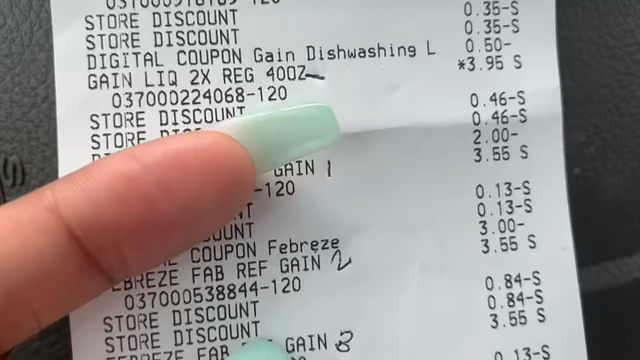 STORE DISCOUNT 0.35-S
STORE DISCOUNT 0.35-S
DIGITAL COUPON Gain Dishwashing L 0.50-
GAIN LIQ 2X REG 40OZ *3.95 S
037000224068-120
STORE DISCOUNT 0.46-S
STORE 0.46-S
2.00-
GAIN 1 3.55 S
-120
0.13-S
0.13-S
COUPON Febreze 3.00-
FAB REF GAIN 2 3.55 S
037000538844-120
STORE DISCOUNT 0.84-S
STORE DISCOUNT 0.84-S
FAB GAIN 3 3.55 S
0.13-S